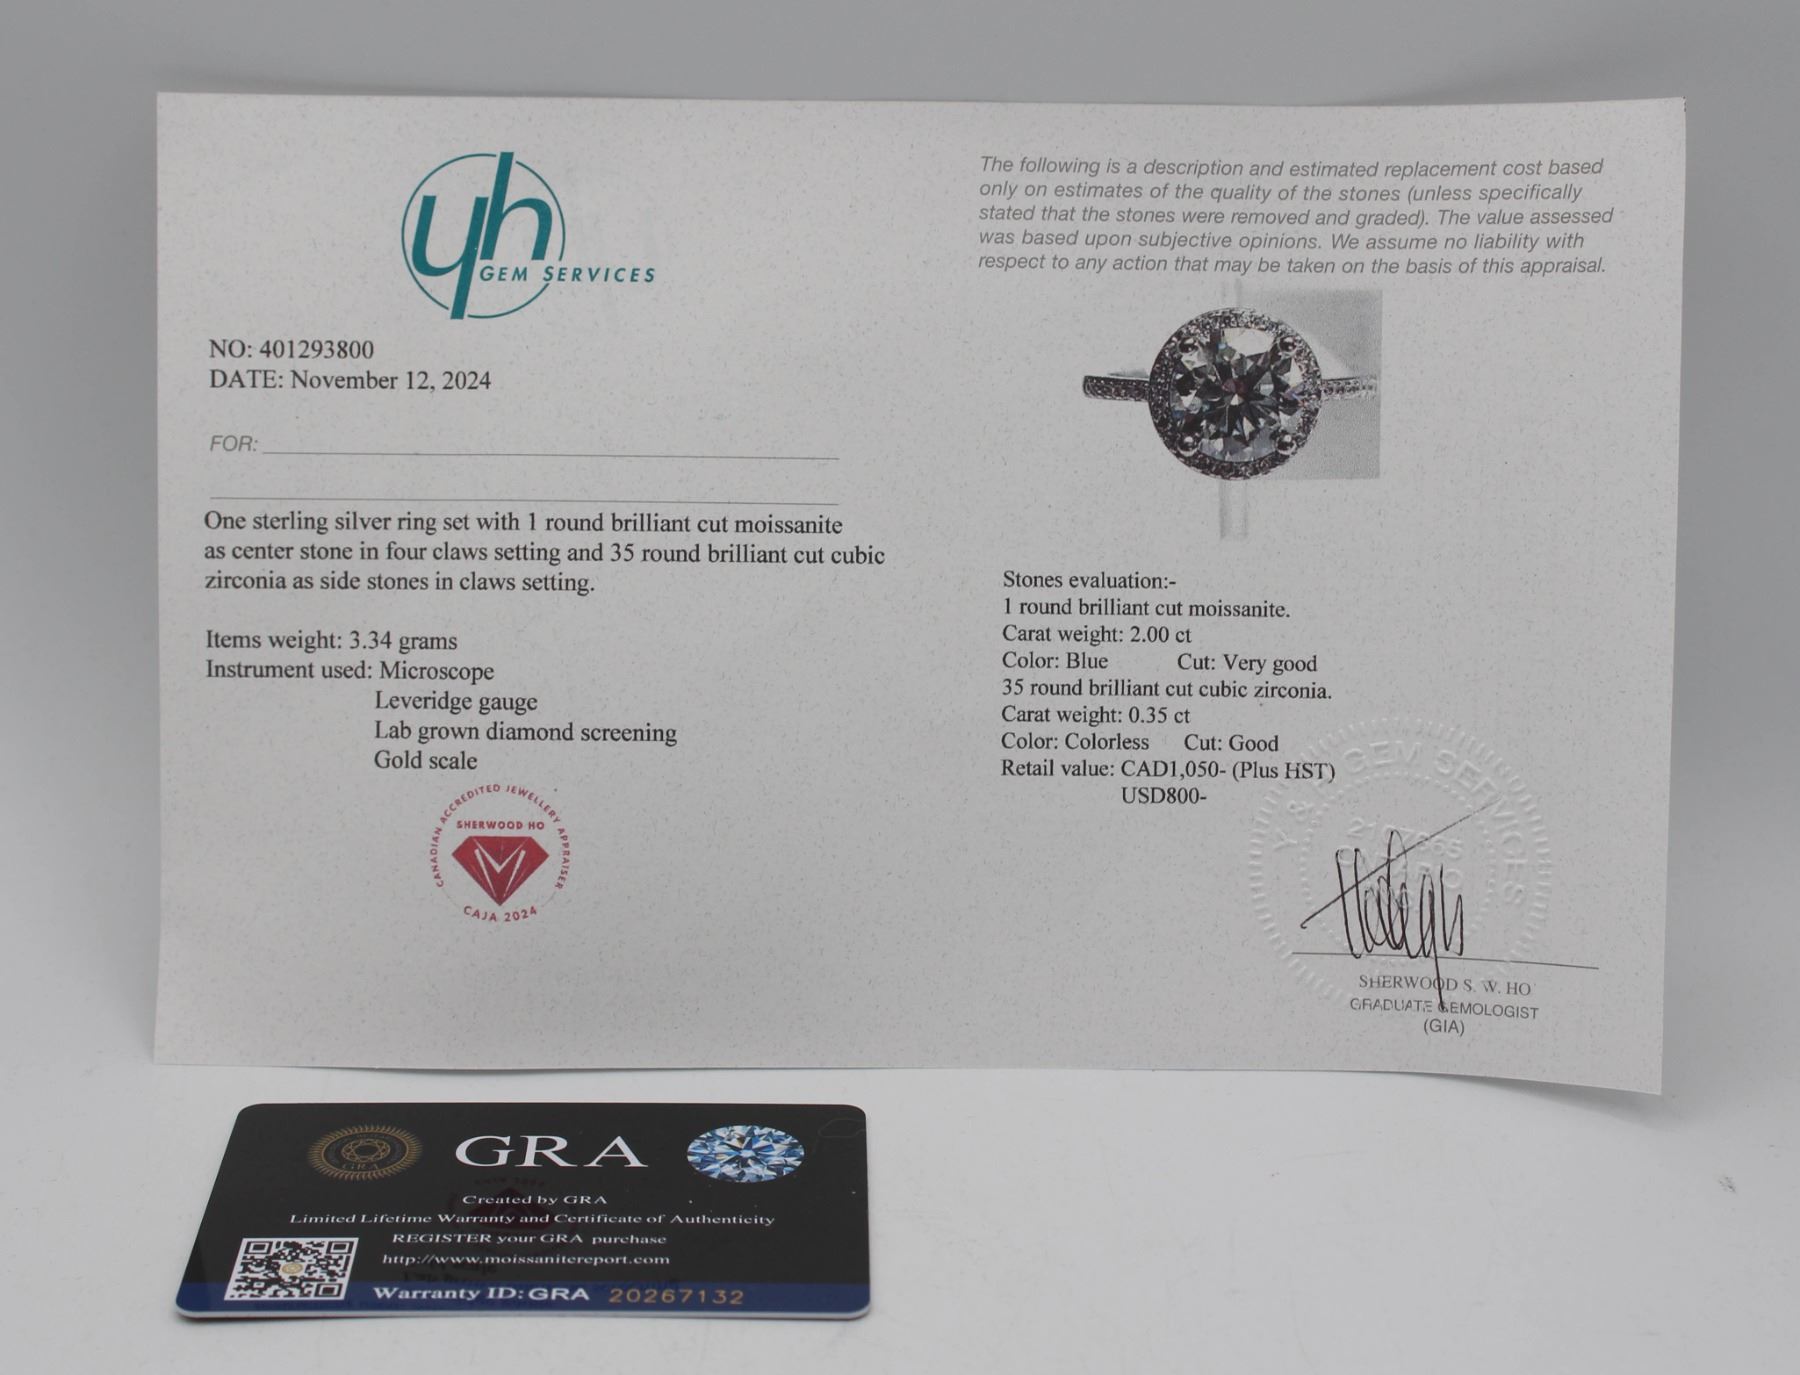 yh
GEM SERVICES
NO: 401293800
DATE: November 12, 2024
FOR:
One sterling silver ring set with 1 round brilliant cut moissanite
as center stone in four claws setting and 35 round brilliant cut cubic
zirconia as side stones in claws setting.
Items weight: 3.34 grams
Instrument used: Microscope
Leveridge gauge
Lab grown diamond screening
Gold scale
CANADIAN ACCREDITED JEWELLERY APPRAISER
SHERWOOD HO
CAJA 2024
The following is a description and estimated replacement cost based
only on estimates of the quality of the stones (unless specifically
stated that the stones were removed and graded). The value assessed
was based upon subjective opinions. We assume no liability with
respect to any action that may be taken on the basis of this appraisal.
Stones evaluation:-
1 round brilliant cut moissanite.
Carat weight: 2.00 ct
Color: Blue Cut: Very good
35 round brilliant cut cubic zirconia.
Carat weight: 0.35 ct
Color: Colorless Cut: Good
Retail value: CAD1,050- (Plus HST)
USD800-
GEM SERVICES
SHERWOOD S. W. HO
GRADUATE GEMOLOGIST
(GIA)
GRA
GRA
Created by GRA
Limited Lifetime Warranty and Certificate of Authenticity
REGISTER your GRA purchase
http://www.moissanitereport.com
Warranty ID: GRA 20267132